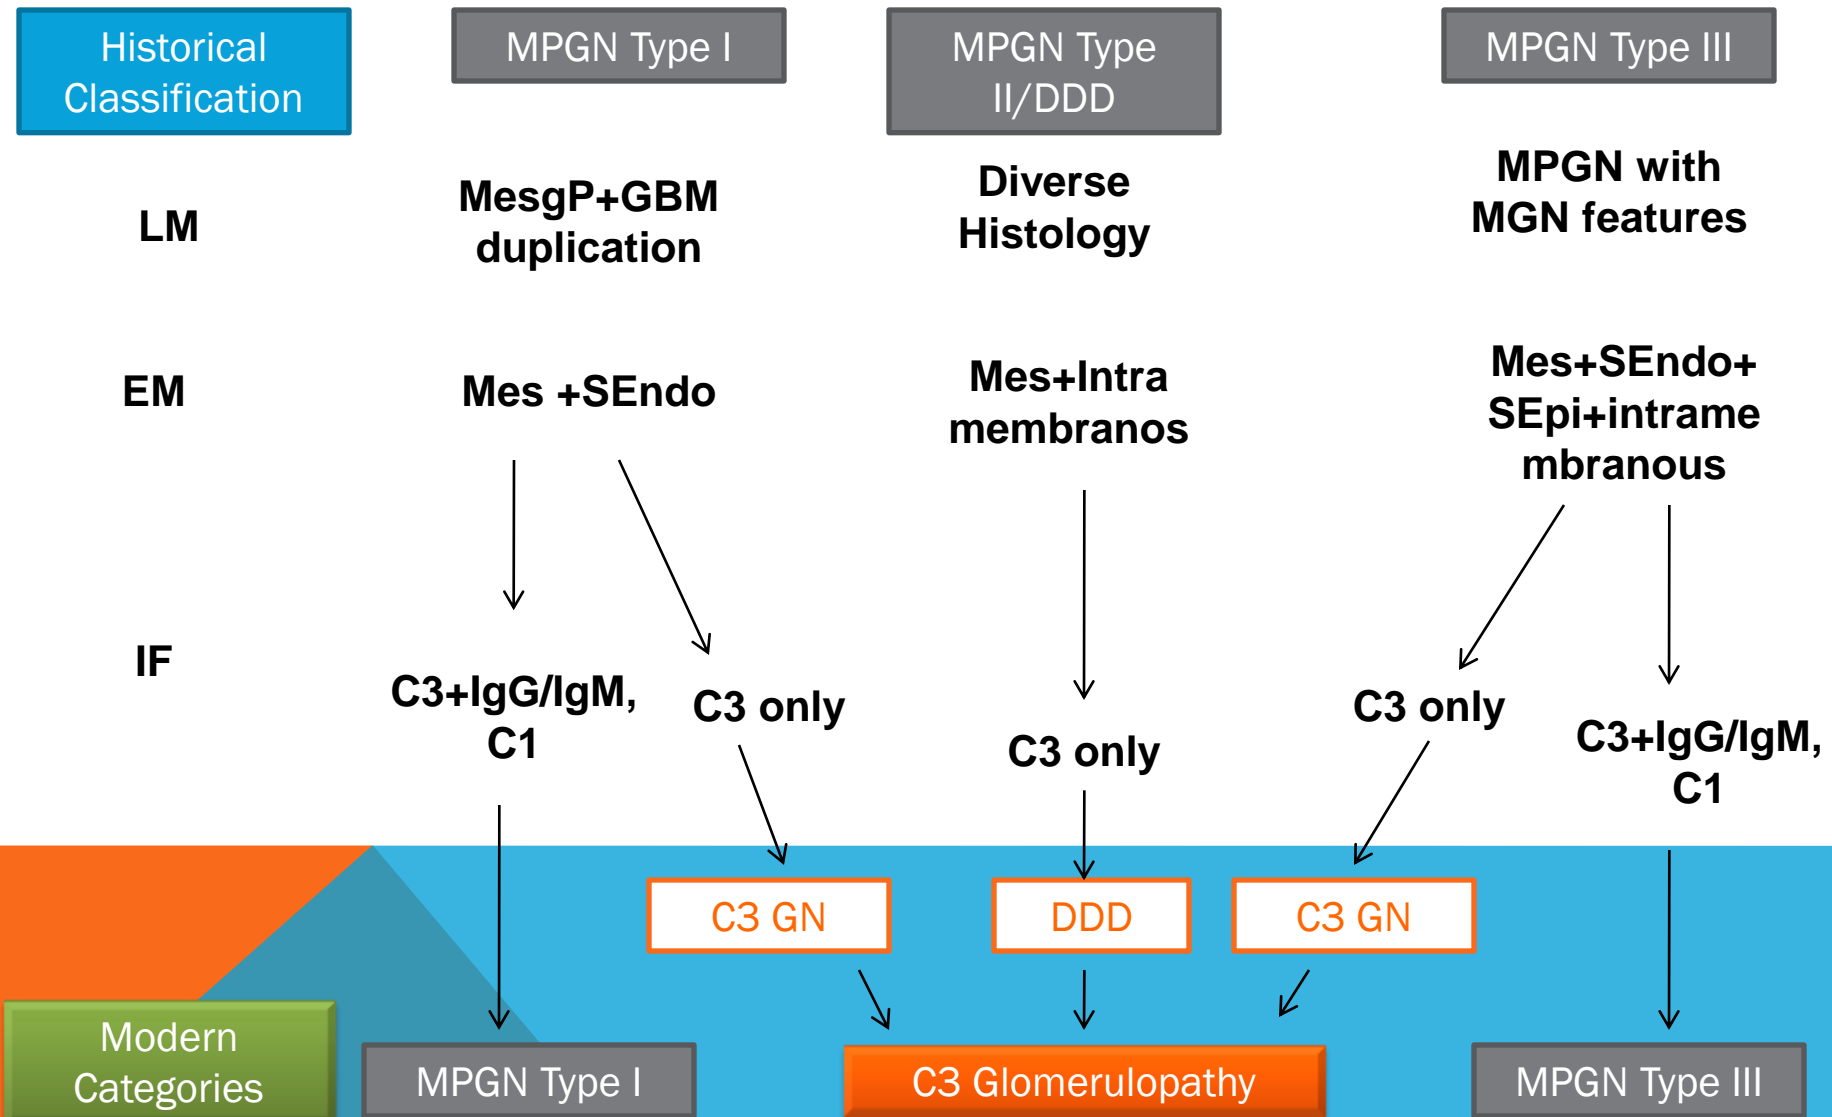 Historical
Classification
MPGN Type I
MPGN Type
II/DDD
MPGN Type III
LM
MesgP+GBM
duplication
Diverse
Histology
MPGN with
MGN features
EM
Mes +SEndo
Mes+Intra
membranos
Mes+SEndo+
SEpi+intrame
mbranous
IF
C3+IgG/IgM,
C1
C3 only
C3 only
C3 only
C3+IgG/IgM,
C1
C3 GN
DDD
C3 GN
Modern
Categories
MPGN Type I
C3 Glomerulopathy
MPGN Type III